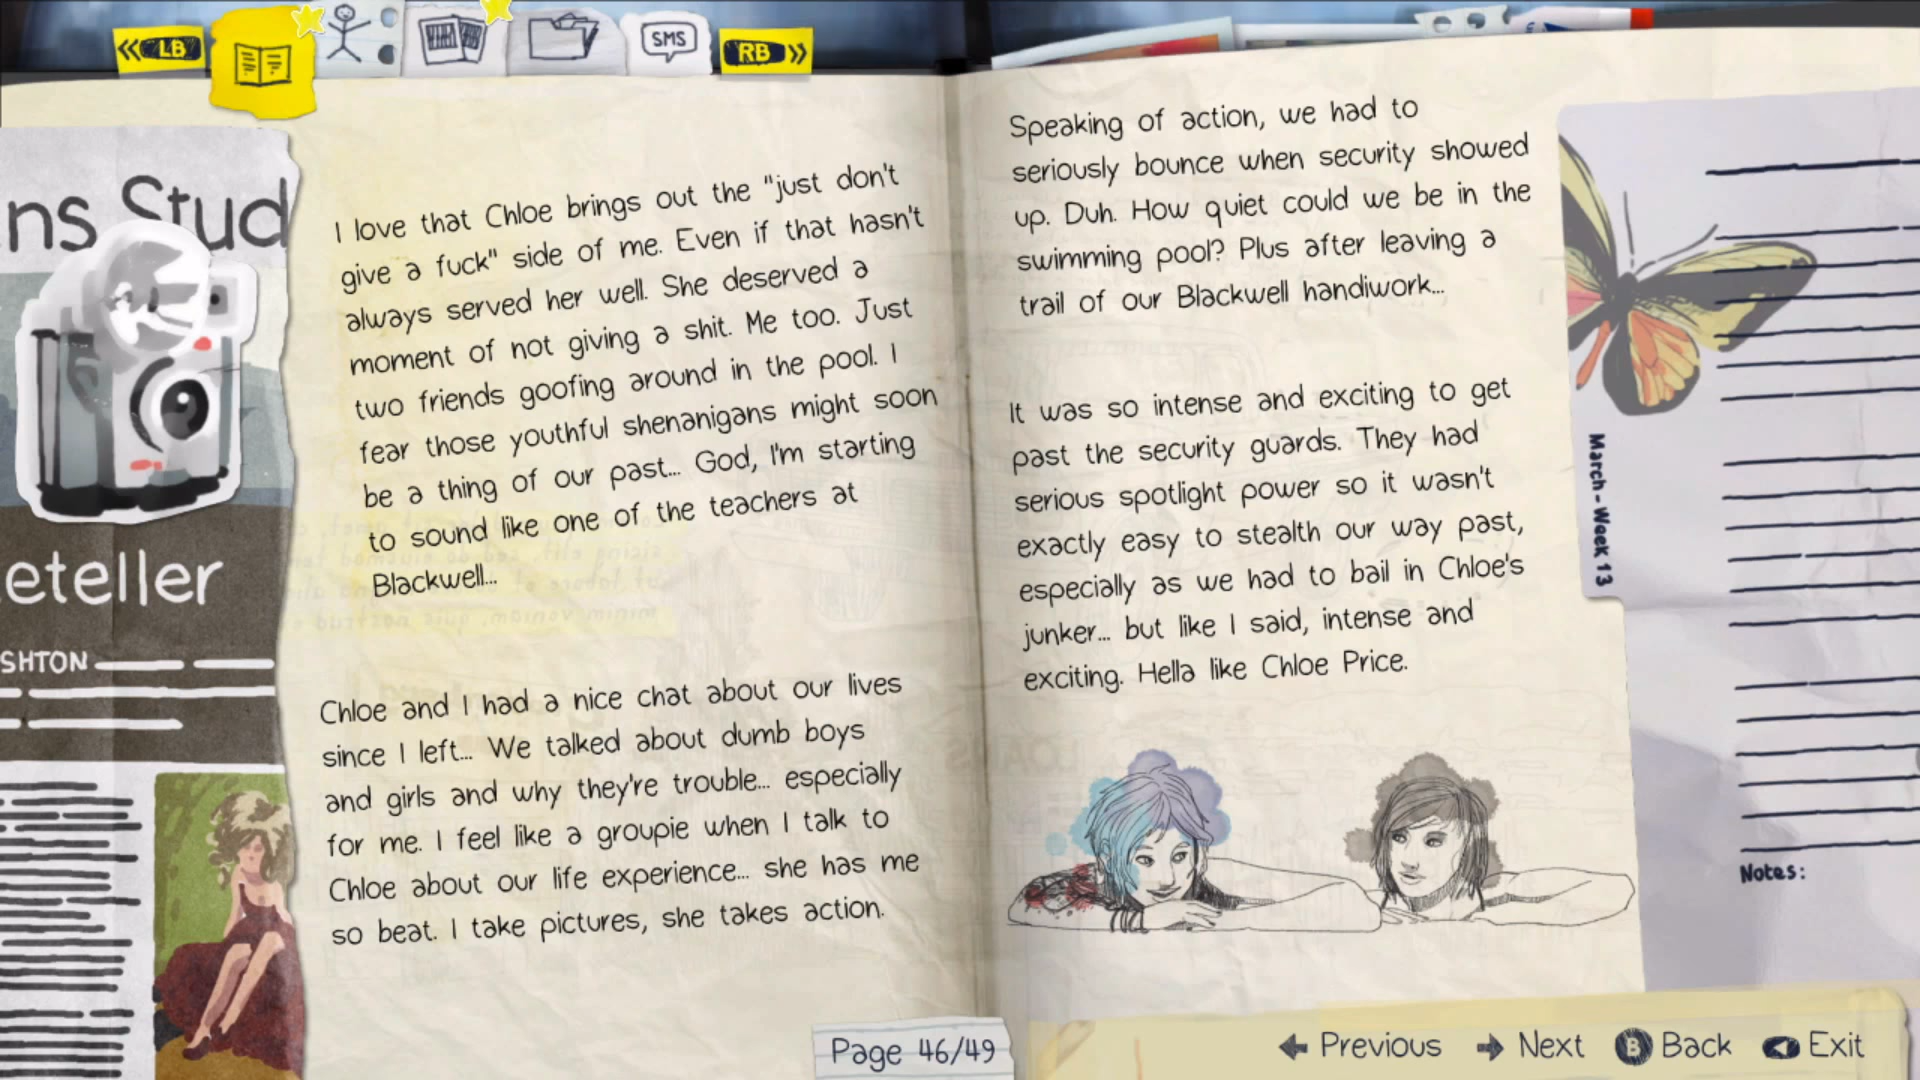 LB
SMS
RB
ns Stud
eteller
SHTON
I love that Chloe brings out the "just don't
give a fuck" side of me. Even if that hasn't
always served her well. She deserved a
moment of not giving a shit. Me too. Just
two friends goofing around in the pool. I
fear those youthful shenanigans might soon
be a thing of our past... God, I'm starting
to sound like one of the teachers at
Blackwell...
Chloe and I had a nice chat about our lives
since I left... We talked about dumb boys
and girls and why they're trouble... especially
for me. I feel like a groupie when I talk to
Chloe about our life experience... she has me
so beat. I take pictures, she takes action.
Speaking of action, we had to
seriously bounce when security showed
up. Duh. How quiet could we be in the
swimming pool? Plus after leaving a
trail of our Blackwell handiwork...
It was so intense and exciting to get
past the security guards. They had
serious spotlight power so it wasn't
exactly easy to stealth our way past,
especially as we had to bail in Chloe's
junker... but like I said, intense and
exciting. Hella like Chloe Price.
March - Week 13
Notes:
Page 46/49
Previous Next B Back Exit